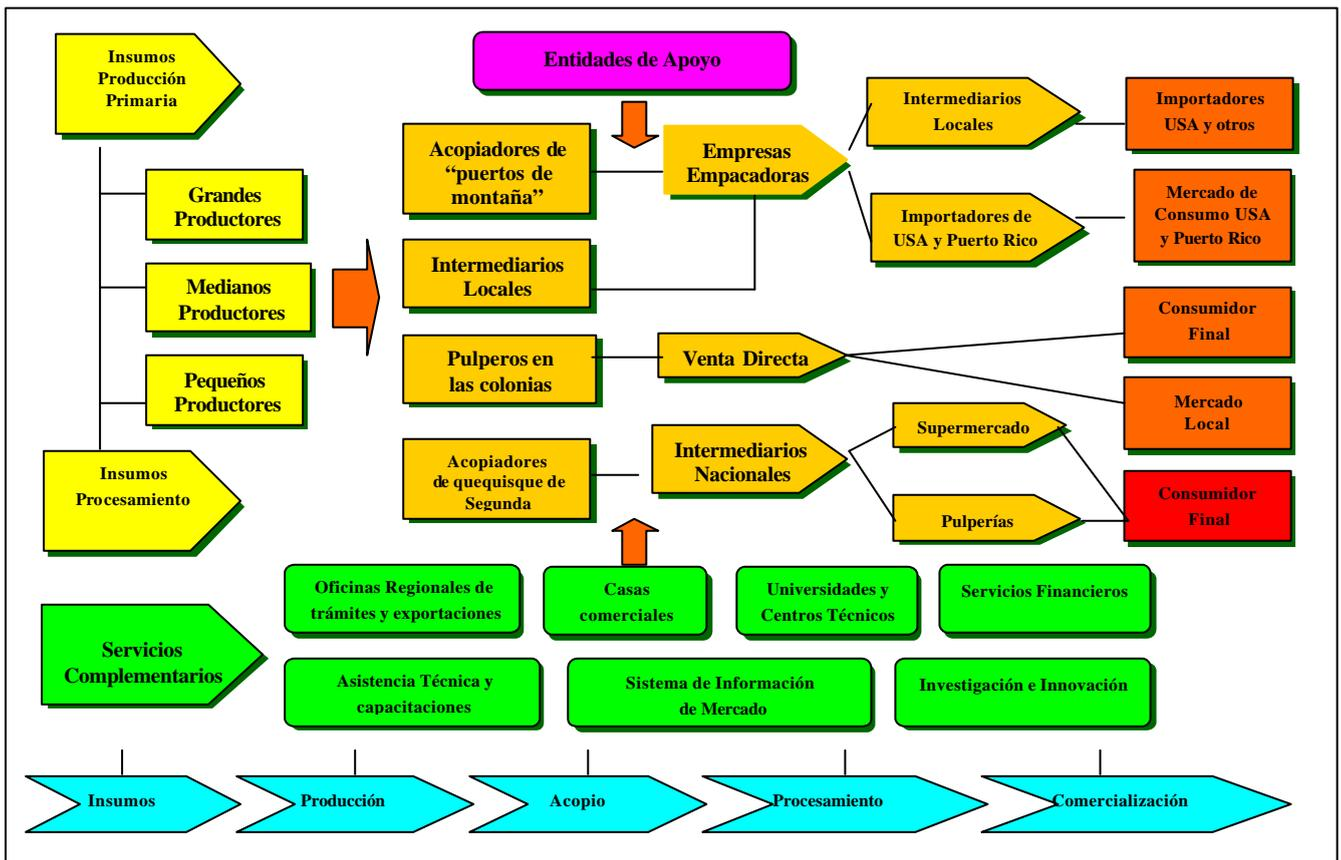 Insumos
Producción
Primaria
Entidades de Apoyo
Intermediarios
Locales
Importadores
USA y otros
Acopiadores de
“puertos de
montaña”
Empresas
Empacadoras
Grandes
Productores
Importadores de
USA y Puerto Rico
Mercado de
Consumo USA
y Puerto Rico
Intermediarios
Locales
Medianos
Productores
Consumidor
Final
Pulperos en
las colonias
Venta Directa
Pequeños
Productores
Mercado
Local
Supermercado
Insumos
Procesamiento
Acopiadores
de quequisque de
Segunda
Intermediarios
Nacionales
Pulperías
Consumidor
Final
Servicios
Complementarios
Oficinas Regionales de
trámites y exportaciones
Casas
comerciales
Universidades y
Centros Técnicos
Servicios Financieros
Asistencia Técnica y
capacitaciones
Sistema de Información
de Mercado
Investigación e Innovación
Insumos
Producción
Acopio
Procesamiento
Comercialización